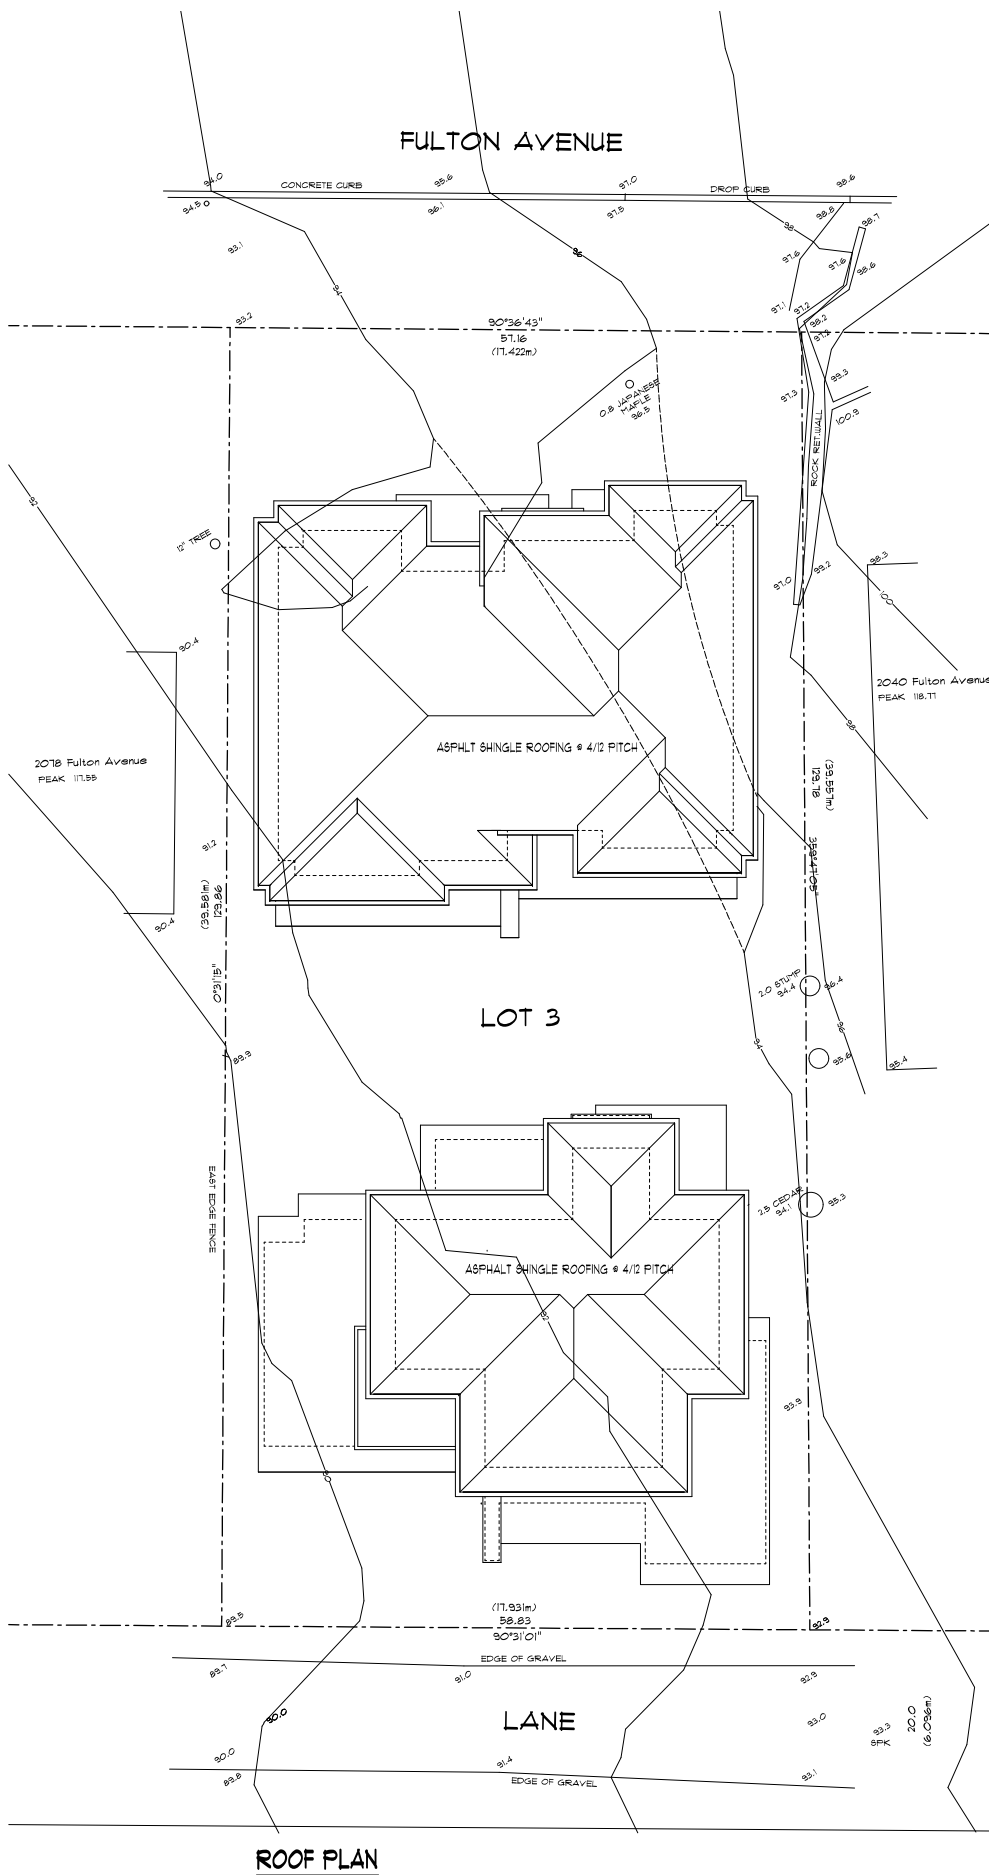 FULTON AVENUE
94.0
CONCRETE CURB
95.6
97.0
DROP CURB
98.6
94.5
96.1
97.5
98.8
98.7
93.1
96
98
97.6
97.6
98.6
94
97.1
97.2
98.2
97.2
93.2
90°36'43"
57.16
(17.422m)
0.8 JAPANESE
MAPLE
96.5
97.3
99.3
100.9
ROCK RET.WALL
92
12" TREE
97.0
99.2
98.3
100
90.4
2040 Fulton Avenue
PEAK 118.77
98
ASPHLT SHINGLE ROOFING @ 4/12 PITCH
2078 Fulton Avenue
PEAK 117.55
129.78
(39.557m)
359°47'05"
91.2
(39.581m)
129.86
90.4
0°3'15"
LOT 3
2.0 STUMP
94.4
96.4
94
96
89.9
95.6
95.4
EAST EDGE FENCE
2.5 CEDAR
94.1
95.3
ASPHALT SHINGLE ROOFING @ 4/12 PITCH
92
93.9
90
(17.931m)
58.83
90°31'01"
89.5
92.9
EDGE OF GRAVEL
89.7
91.0
92.9
90.0
LANE
93.0
93.3
SPK
20.0
(6.096m)
90.0
91.4
89.8
EDGE OF GRAVEL
93.1
ROOF PLAN